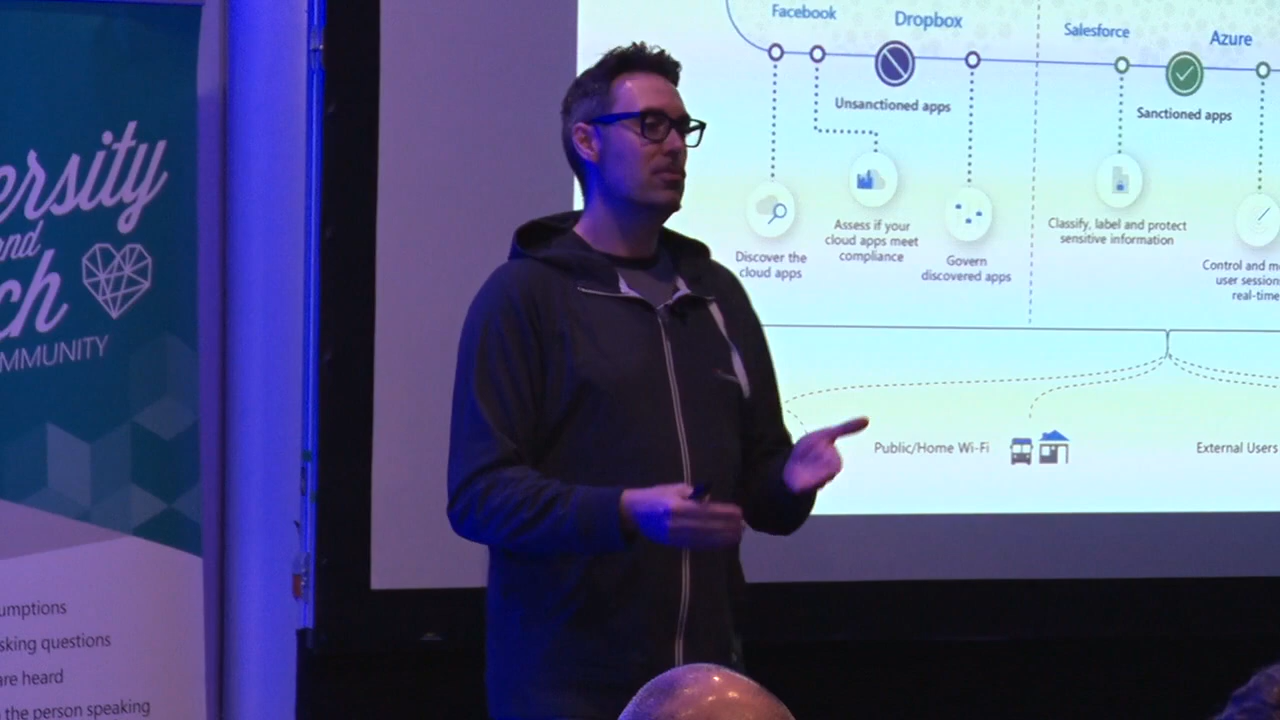 ersity
and
ch
MMUNITY
umptions
sking questions
are heard
the person speaking
Facebook
Dropbox
Salesforce
Azure
Unsanctioned apps
Sanctioned apps
Discover the
cloud apps
Assess if your
cloud apps meet
compliance
Govern
discovered apps
Classify, label and protect
sensitive information
Control and m
user session
real-time
Public/Home Wi-Fi
External Users